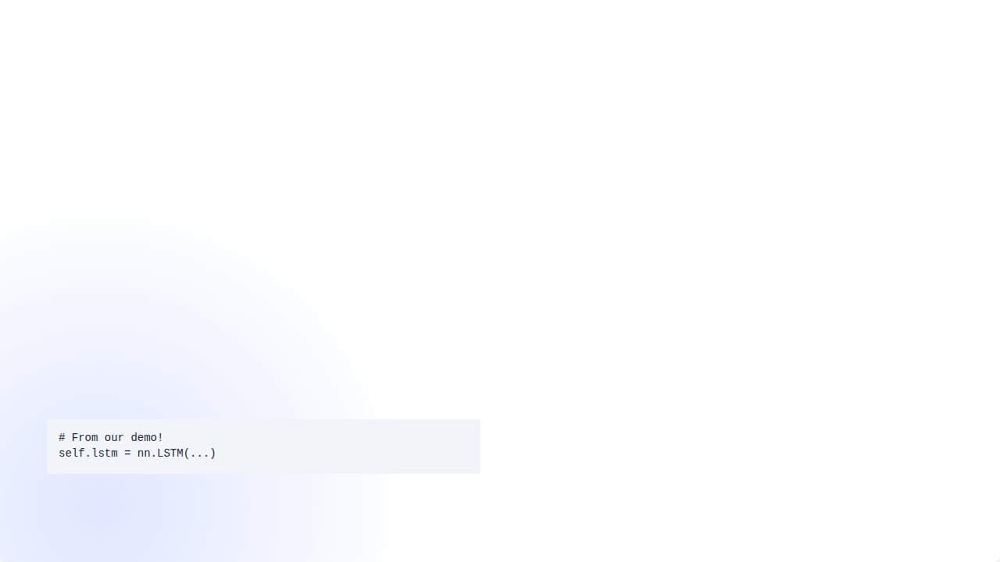 # From our demo!
self.lstm = nn.LSTM(...)